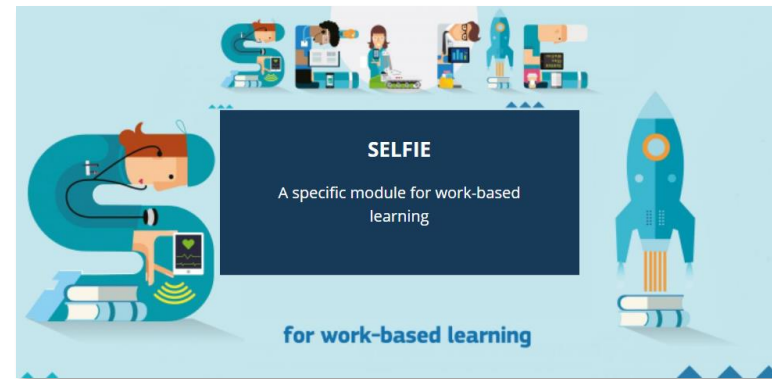 SELFIE
SELFIE
A specific module for work-based
learning
for work-based learning